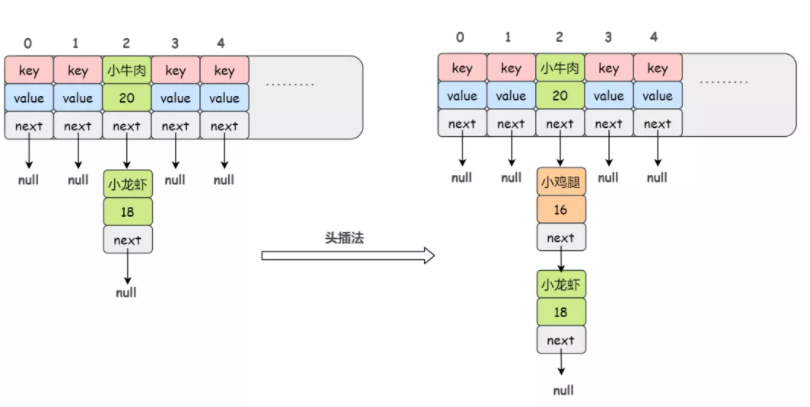 0 1 2 3 4
key key 小牛肉 key key
value value 20 value value
next next next next next
.........
null null null null
小龙虾
18
next
null
头插法
0 1 2 3 4
key key 小牛肉 key key
value value 20 value value
next next next next next
.........
null null null null
小鸡腿
16
next
小龙虾
18
next
null